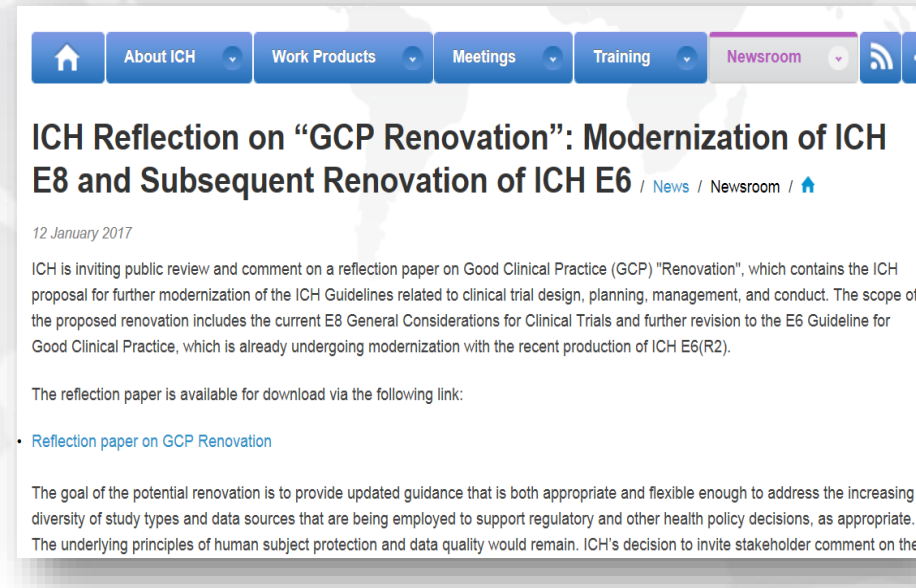 About ICH Work Products Meetings Training Newsroom
ICH Reflection on “GCP Renovation”: Modernization of ICH
E8 and Subsequent Renovation of ICH E6 / News / Newsroom /
12 January 2017
ICH is inviting public review and comment on a reflection paper on Good Clinical Practice (GCP) "Renovation", which contains the ICH
proposal for further modernization of the ICH Guidelines related to clinical trial design, planning, management, and conduct. The scope of
the proposed renovation includes the current E8 General Considerations for Clinical Trials and further revision to the E6 Guideline for
Good Clinical Practice, which is already undergoing modernization with the recent production of ICH E6(R2).
The reflection paper is available for download via the following link:
• Reflection paper on GCP Renovation
The goal of the potential renovation is to provide updated guidance that is both appropriate and flexible enough to address the increasing
diversity of study types and data sources that are being employed to support regulatory and other health policy decisions, as appropriate.
The underlying principles of human subject protection and data quality would remain. ICH’s decision to invite stakeholder comment on the